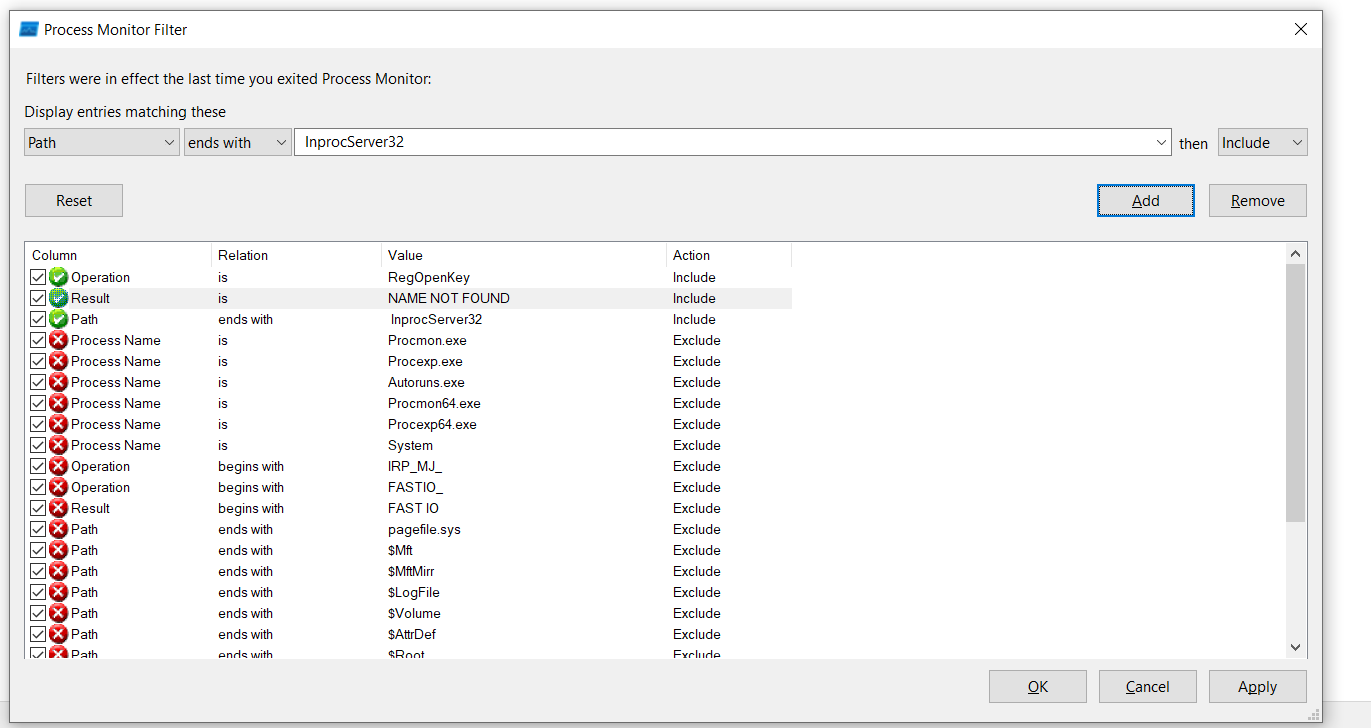 Process Monitor Filter
Filters were in effect the last time you exited Process Monitor:
Display entries matching these
Path ends with InprocServer32 then Include
Reset Add Remove
Column Relation Value Action
Operation is RegOpenKey Include
Result is NAME NOT FOUND Include
Path ends with InprocServer32 Include
Process Name is Procmon.exe Exclude
Process Name is Procexp.exe Exclude
Process Name is Autoruns.exe Exclude
Process Name is Procmon64.exe Exclude
Process Name is Procexp64.exe Exclude
Process Name is System Exclude
Operation begins with IRP_MJ_ Exclude
Operation begins with FASTIO_ Exclude
Result begins with FAST IO Exclude
Path ends with pagefile.sys Exclude
Path ends with $Mft Exclude
Path ends with $MftMirr Exclude
Path ends with $LogFile Exclude
Path ends with $Volume Exclude
Path ends with $AttrDef Exclude
Path ends with $Root Exclude
OK Cancel Apply